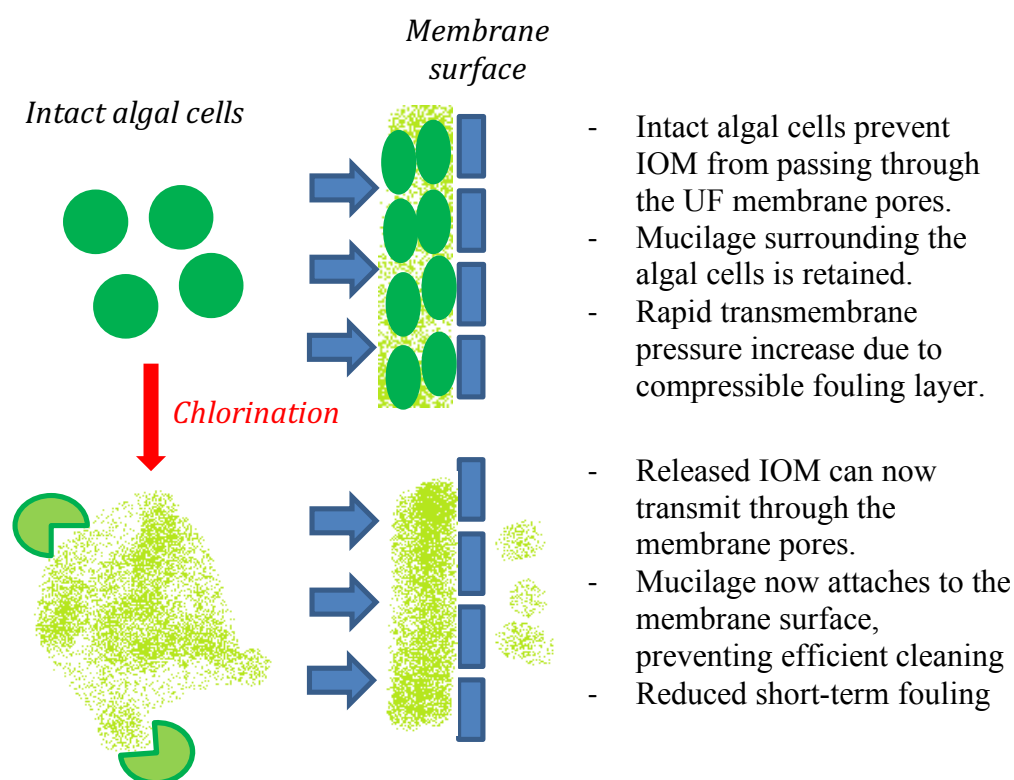 Membrane
surface
Intact algal cells
- Intact algal cells prevent
IOM from passing through
the UF membrane pores.
- Mucilage surrounding the
algal cells is retained.
- Rapid transmembrane
pressure increase due to
compressible fouling layer.
Chlorination
- Released IOM can now
transmit through the
membrane pores.
- Mucilage now attaches to the
membrane surface,
preventing efficient cleaning
- Reduced short-term fouling